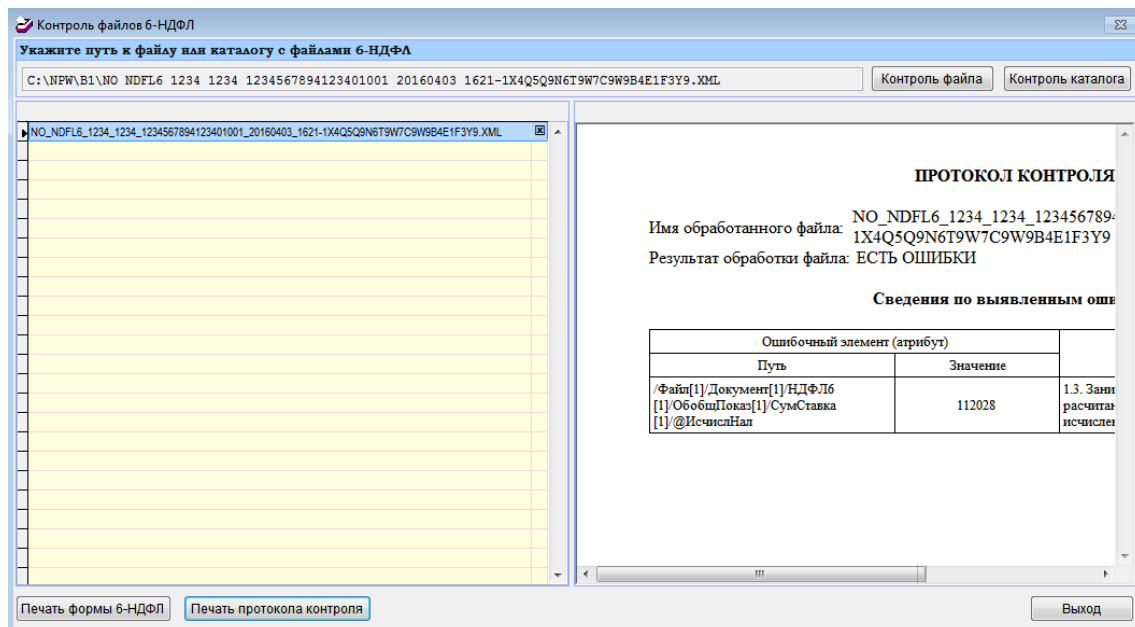 Контроль файлов 6-НДФЛ
Укажите путь к файлу или каталогу с файлами 6-НДФЛ
C:\NPW\B1\NO NDFL6 1234 1234 1234567894123401001 20160403 1621-1X4Q5Q9N6T9W7C9W9B4E1F3Y9.XML
Контроль файла
Контроль каталога
NO_NDFL6_1234_1234_1234567894123401001_20160403_1621-1X4Q5Q9N6T9W7C9W9B4E1F3Y9.XML
ПРОТОКОЛ КОНТРОЛЯ
Имя обработанного файла:
NO_NDFL6_1234_1234_123456789
1X4Q5Q9N6T9W7C9W9B4E1F3Y9
Результат обработки файла: ЕСТЬ ОШИБКИ
Сведения по выявленным оши
Ошибочный элемент (атрибут)
Путь
Значение
/Файл[1]/Документ[1]/НДФЛ6
[1]/ОбобщПоказ[1]/СумСтавка
[1]/@ИсчислНал
112028
1.3. Зани
расчитан
исчислен
Печать формы 6-НДФЛ
Печать протокола контроля
Выход